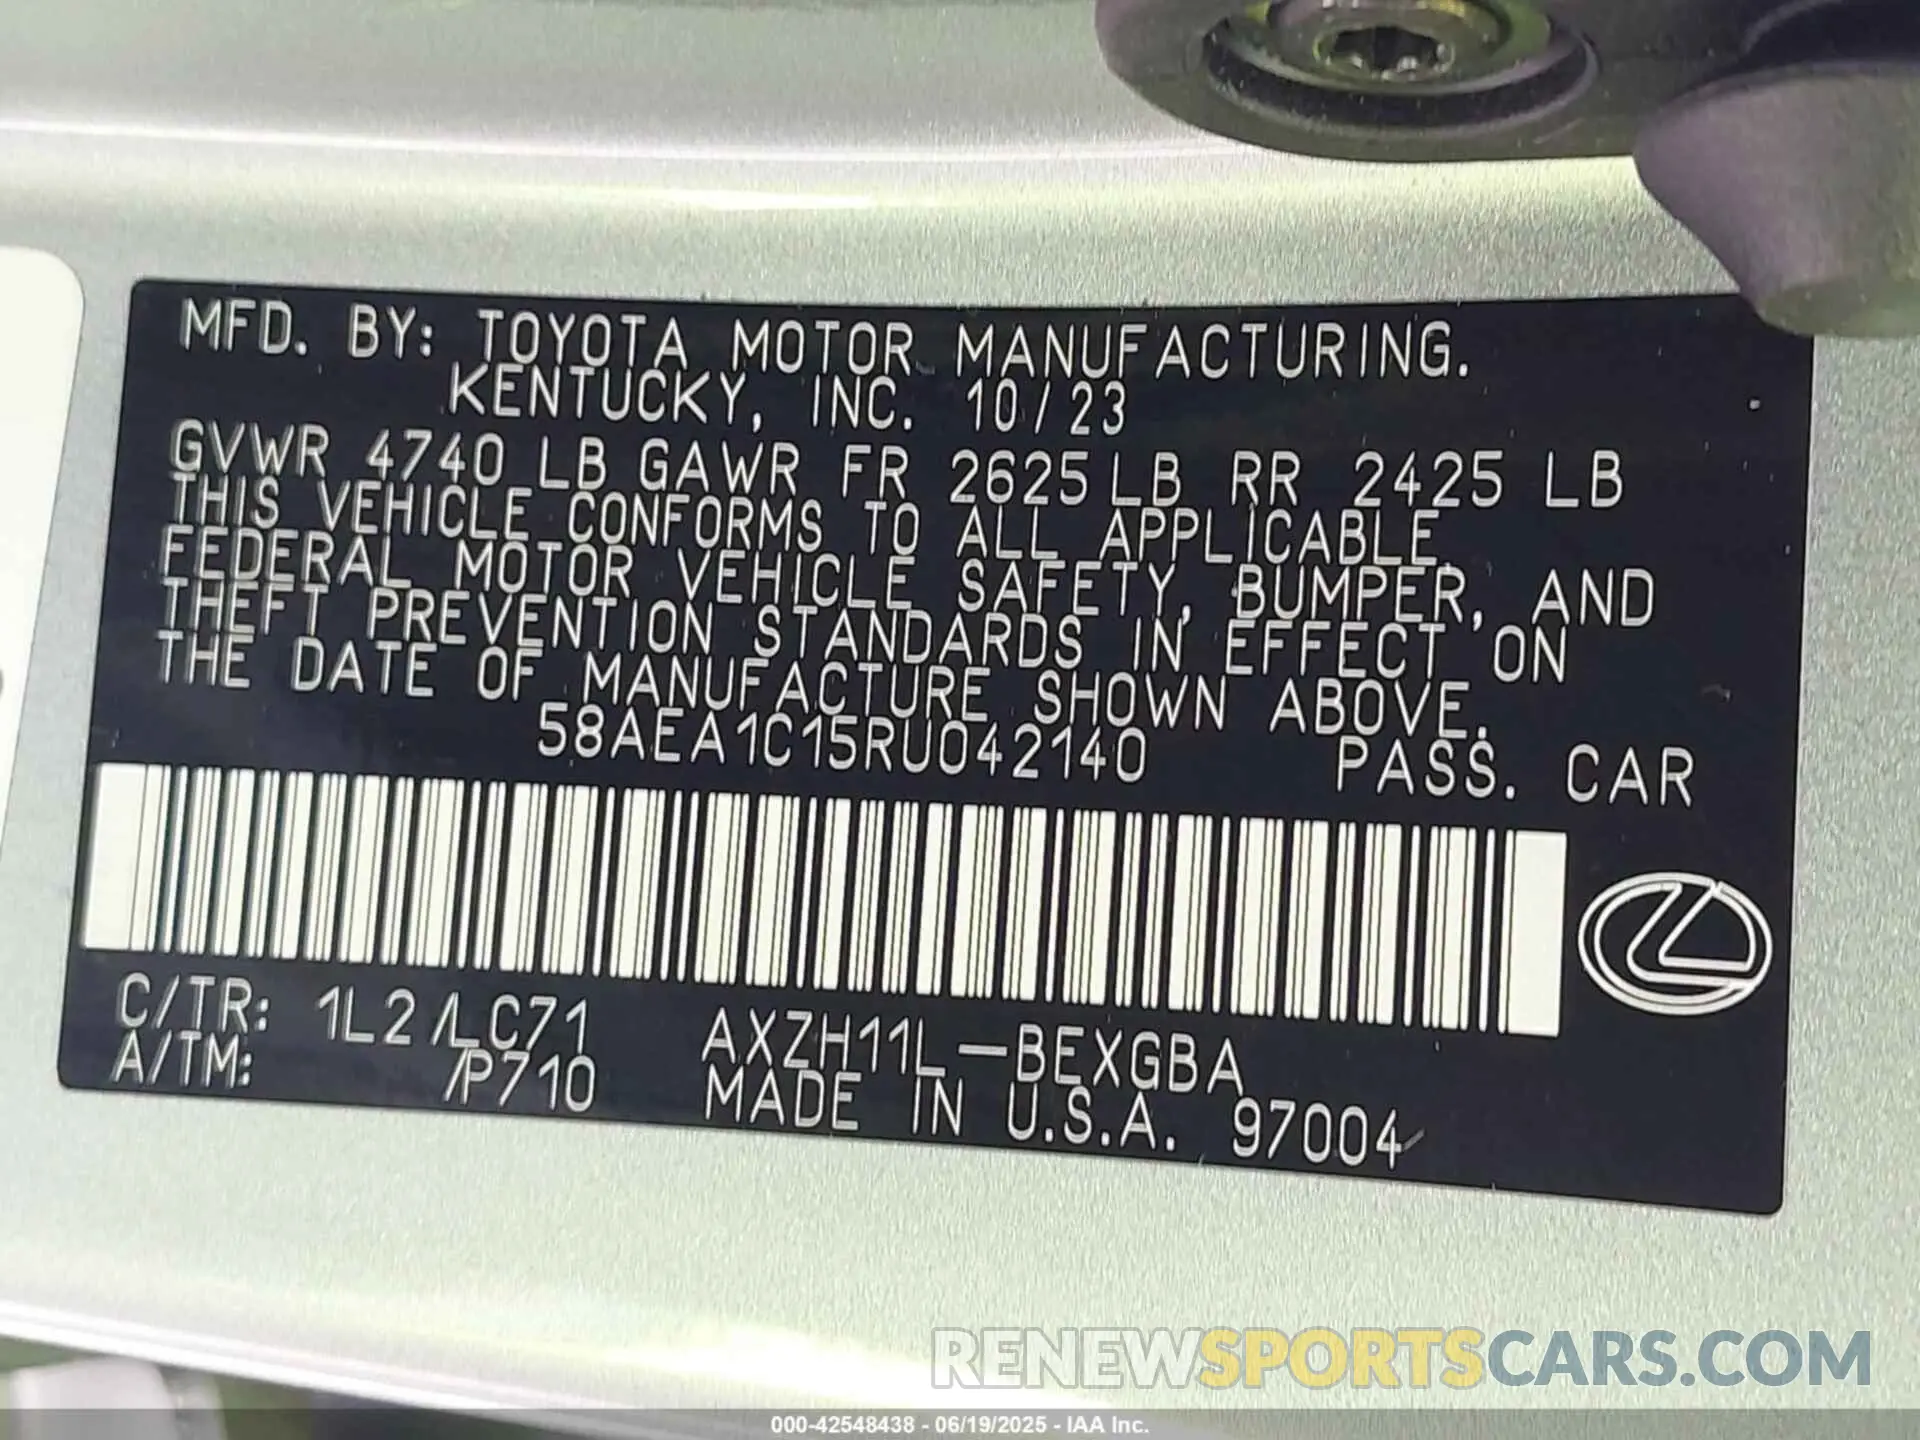 MFD. BY: TOYOTA MOTOR MANUFACTURING.
KENTUCKY, INC. 10/23
GVWR 4740 LB GAWR FR 2625 LB RR 2425 LB
THIS VEHICLE CONFORMS TO ALL APPLICABLE
FEDERAL MOTOR VEHICLE SAFETY, BUMPER, AND
THEFT PREVENTION STANDARDS IN EFFECT ON
THE DATE OF MANUFACTURE SHOWN ABOVE.
58AEA1C15RU042140 PASS. CAR
C/TR: 1L2/LC71 AXZH11L-BEXGBA
A/TM: /P710 MADE IN U.S.A. 97004
RENEWSPORTSCARS.COM
000-42548438 - 06/19/2025 - IAA Inc.